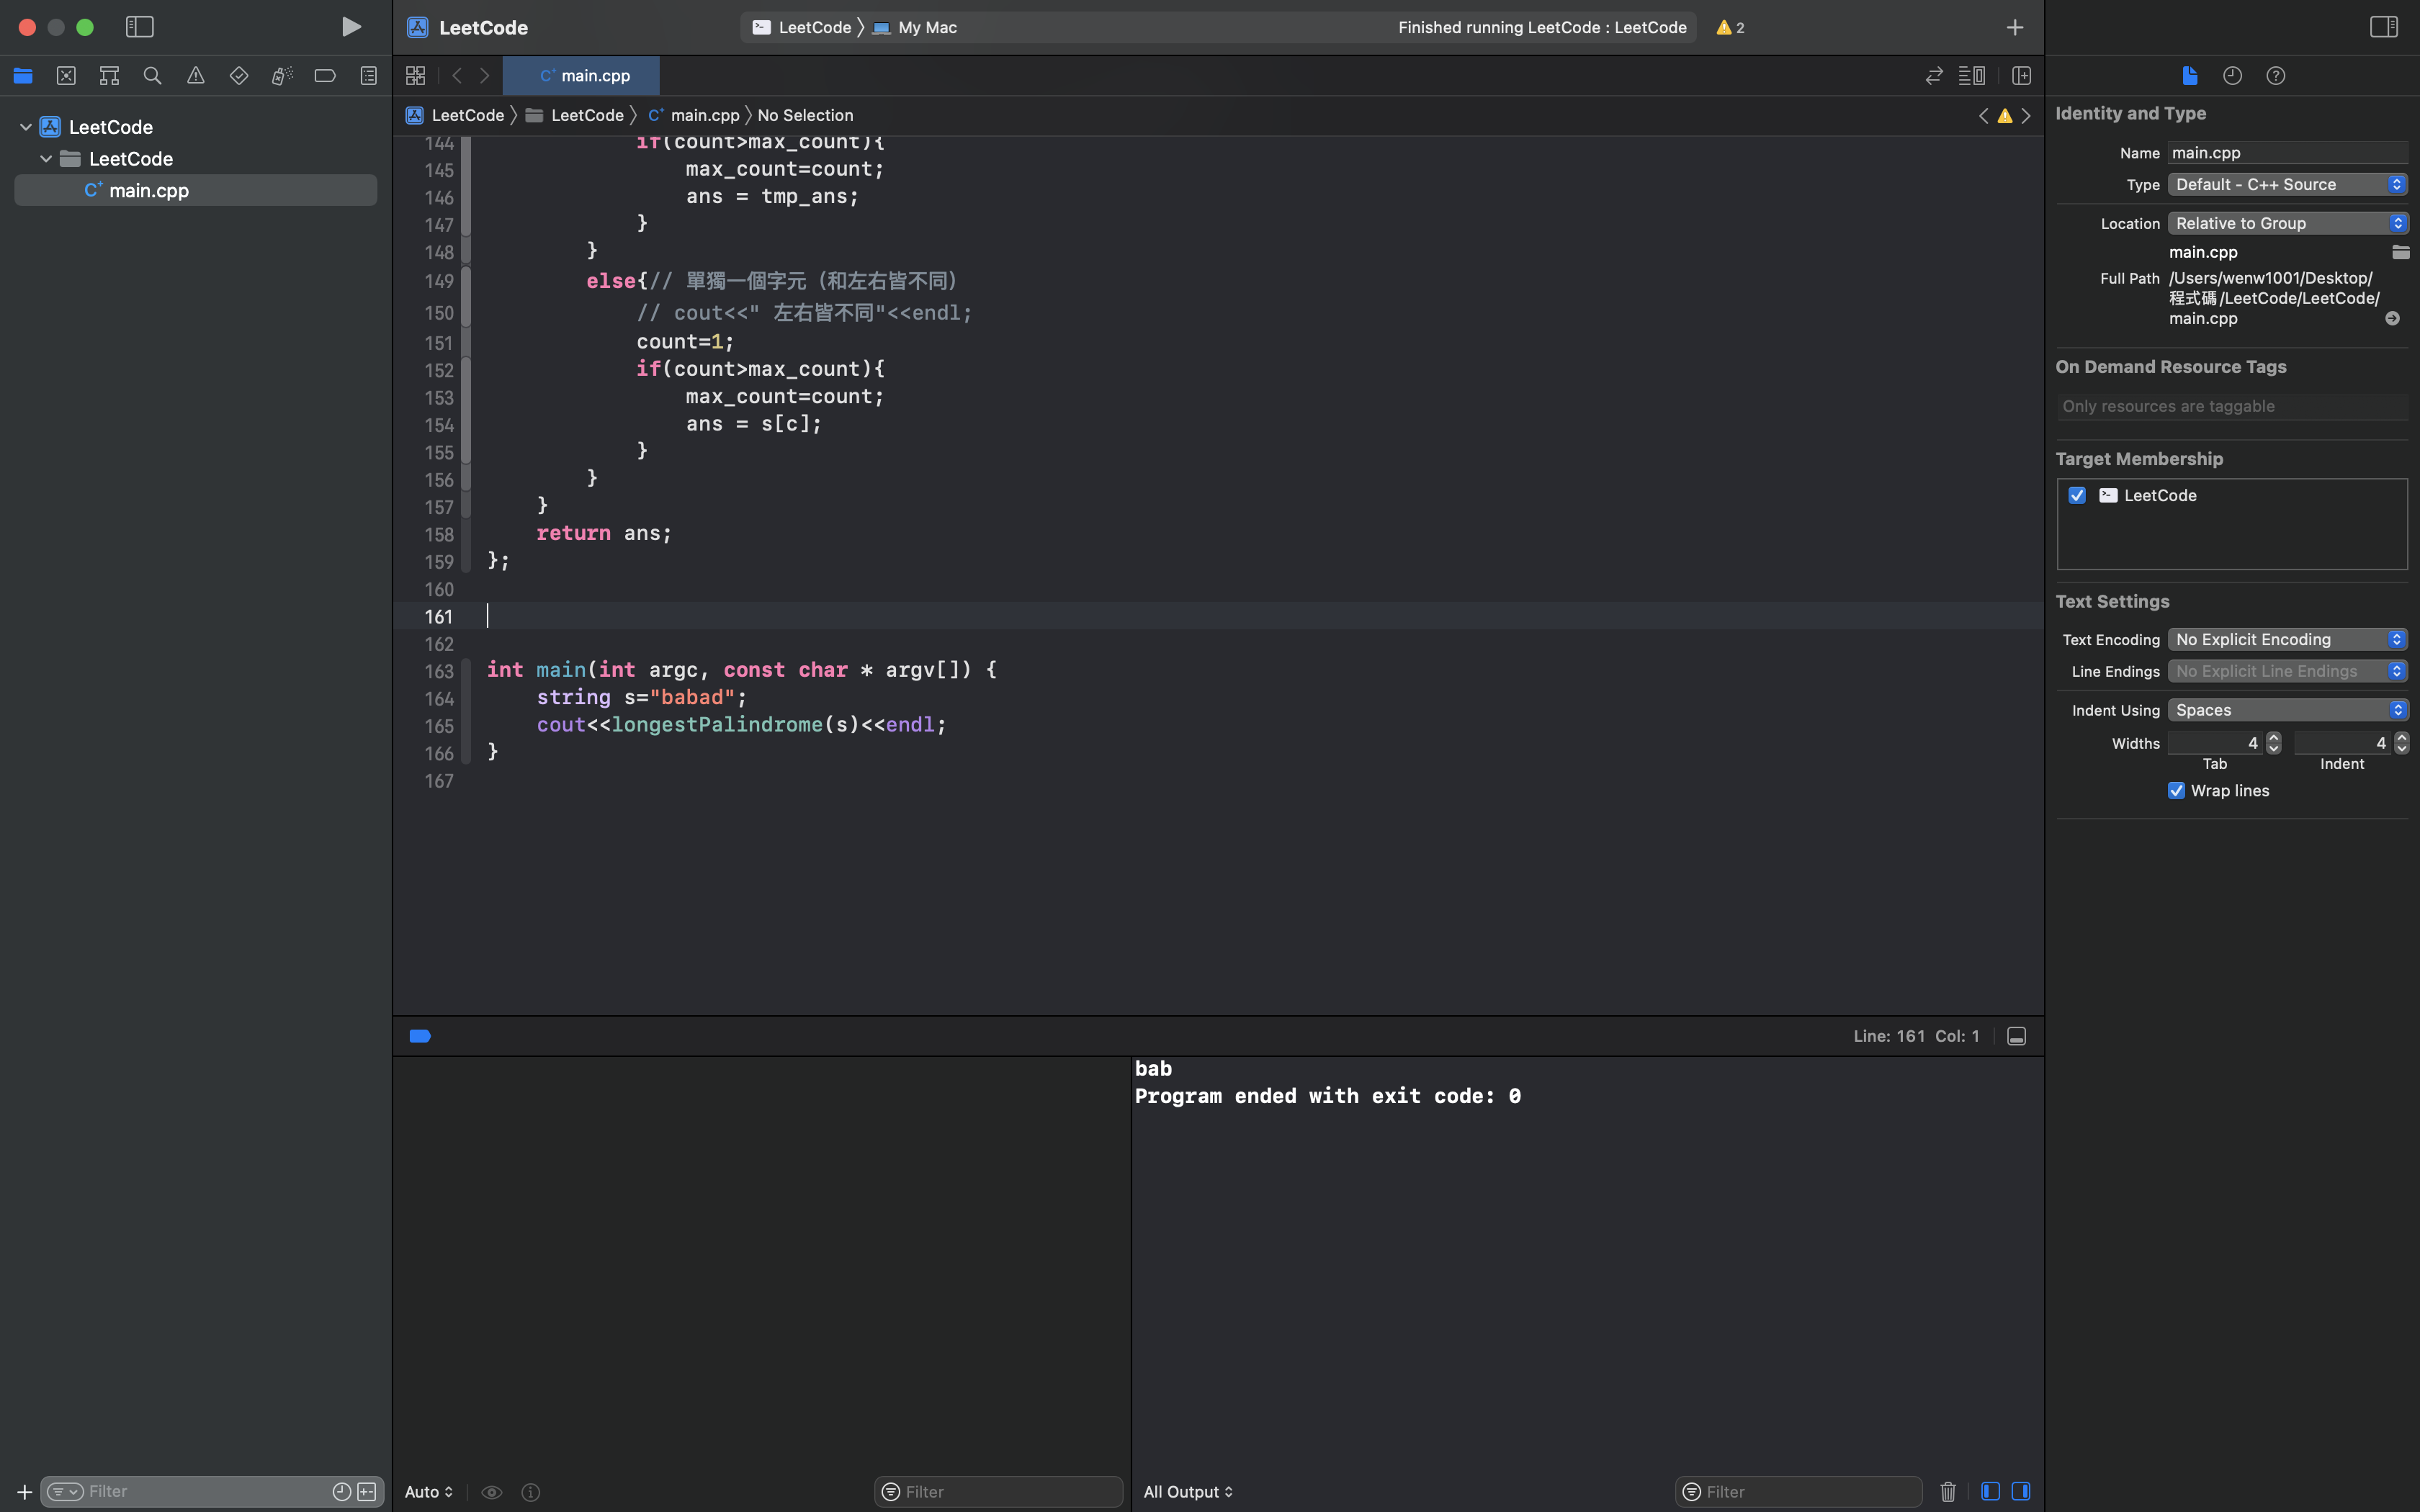 LeetCode
LeetCode 〉 My Mac
Finished running LeetCode : LeetCode
2
main.cpp
LeetCode 〉 LeetCode 〉 main.cpp 〉 No Selection
LeetCode
LeetCode
main.cpp
144 if(count>max_count){
145 max_count=count;
146 ans = tmp_ans;
147 }
148 }
149 else{// 單獨一個字元（和左右皆不同）
150 // cout<<" 左右皆不同"<<endl;
151 count=1;
152 if(count>max_count){
153 max_count=count;
154 ans = s[c];
155 }
156 }
157 }
158 return ans;
159 };
160
161
162
163 int main(int argc, const char * argv[]) {
164 string s="babad";
165 cout<<longestPalindrome(s)<<endl;
166 }
167
Line: 161 Col: 1
bab
Program ended with exit code: 0
Filter
Auto
Filter
All Output
Filter
Identity and Type
Name main.cpp
Type Default - C++ Source
Location Relative to Group
main.cpp
Full Path /Users/wenw1001/Desktop/
程式碼/LeetCode/LeetCode/
main.cpp
On Demand Resource Tags
Only resources are taggable
Target Membership
LeetCode
Text Settings
Text Encoding No Explicit Encoding
Line Endings No Explicit Line Endings
Indent Using Spaces
Widths 4 4
Tab Indent
Wrap lines